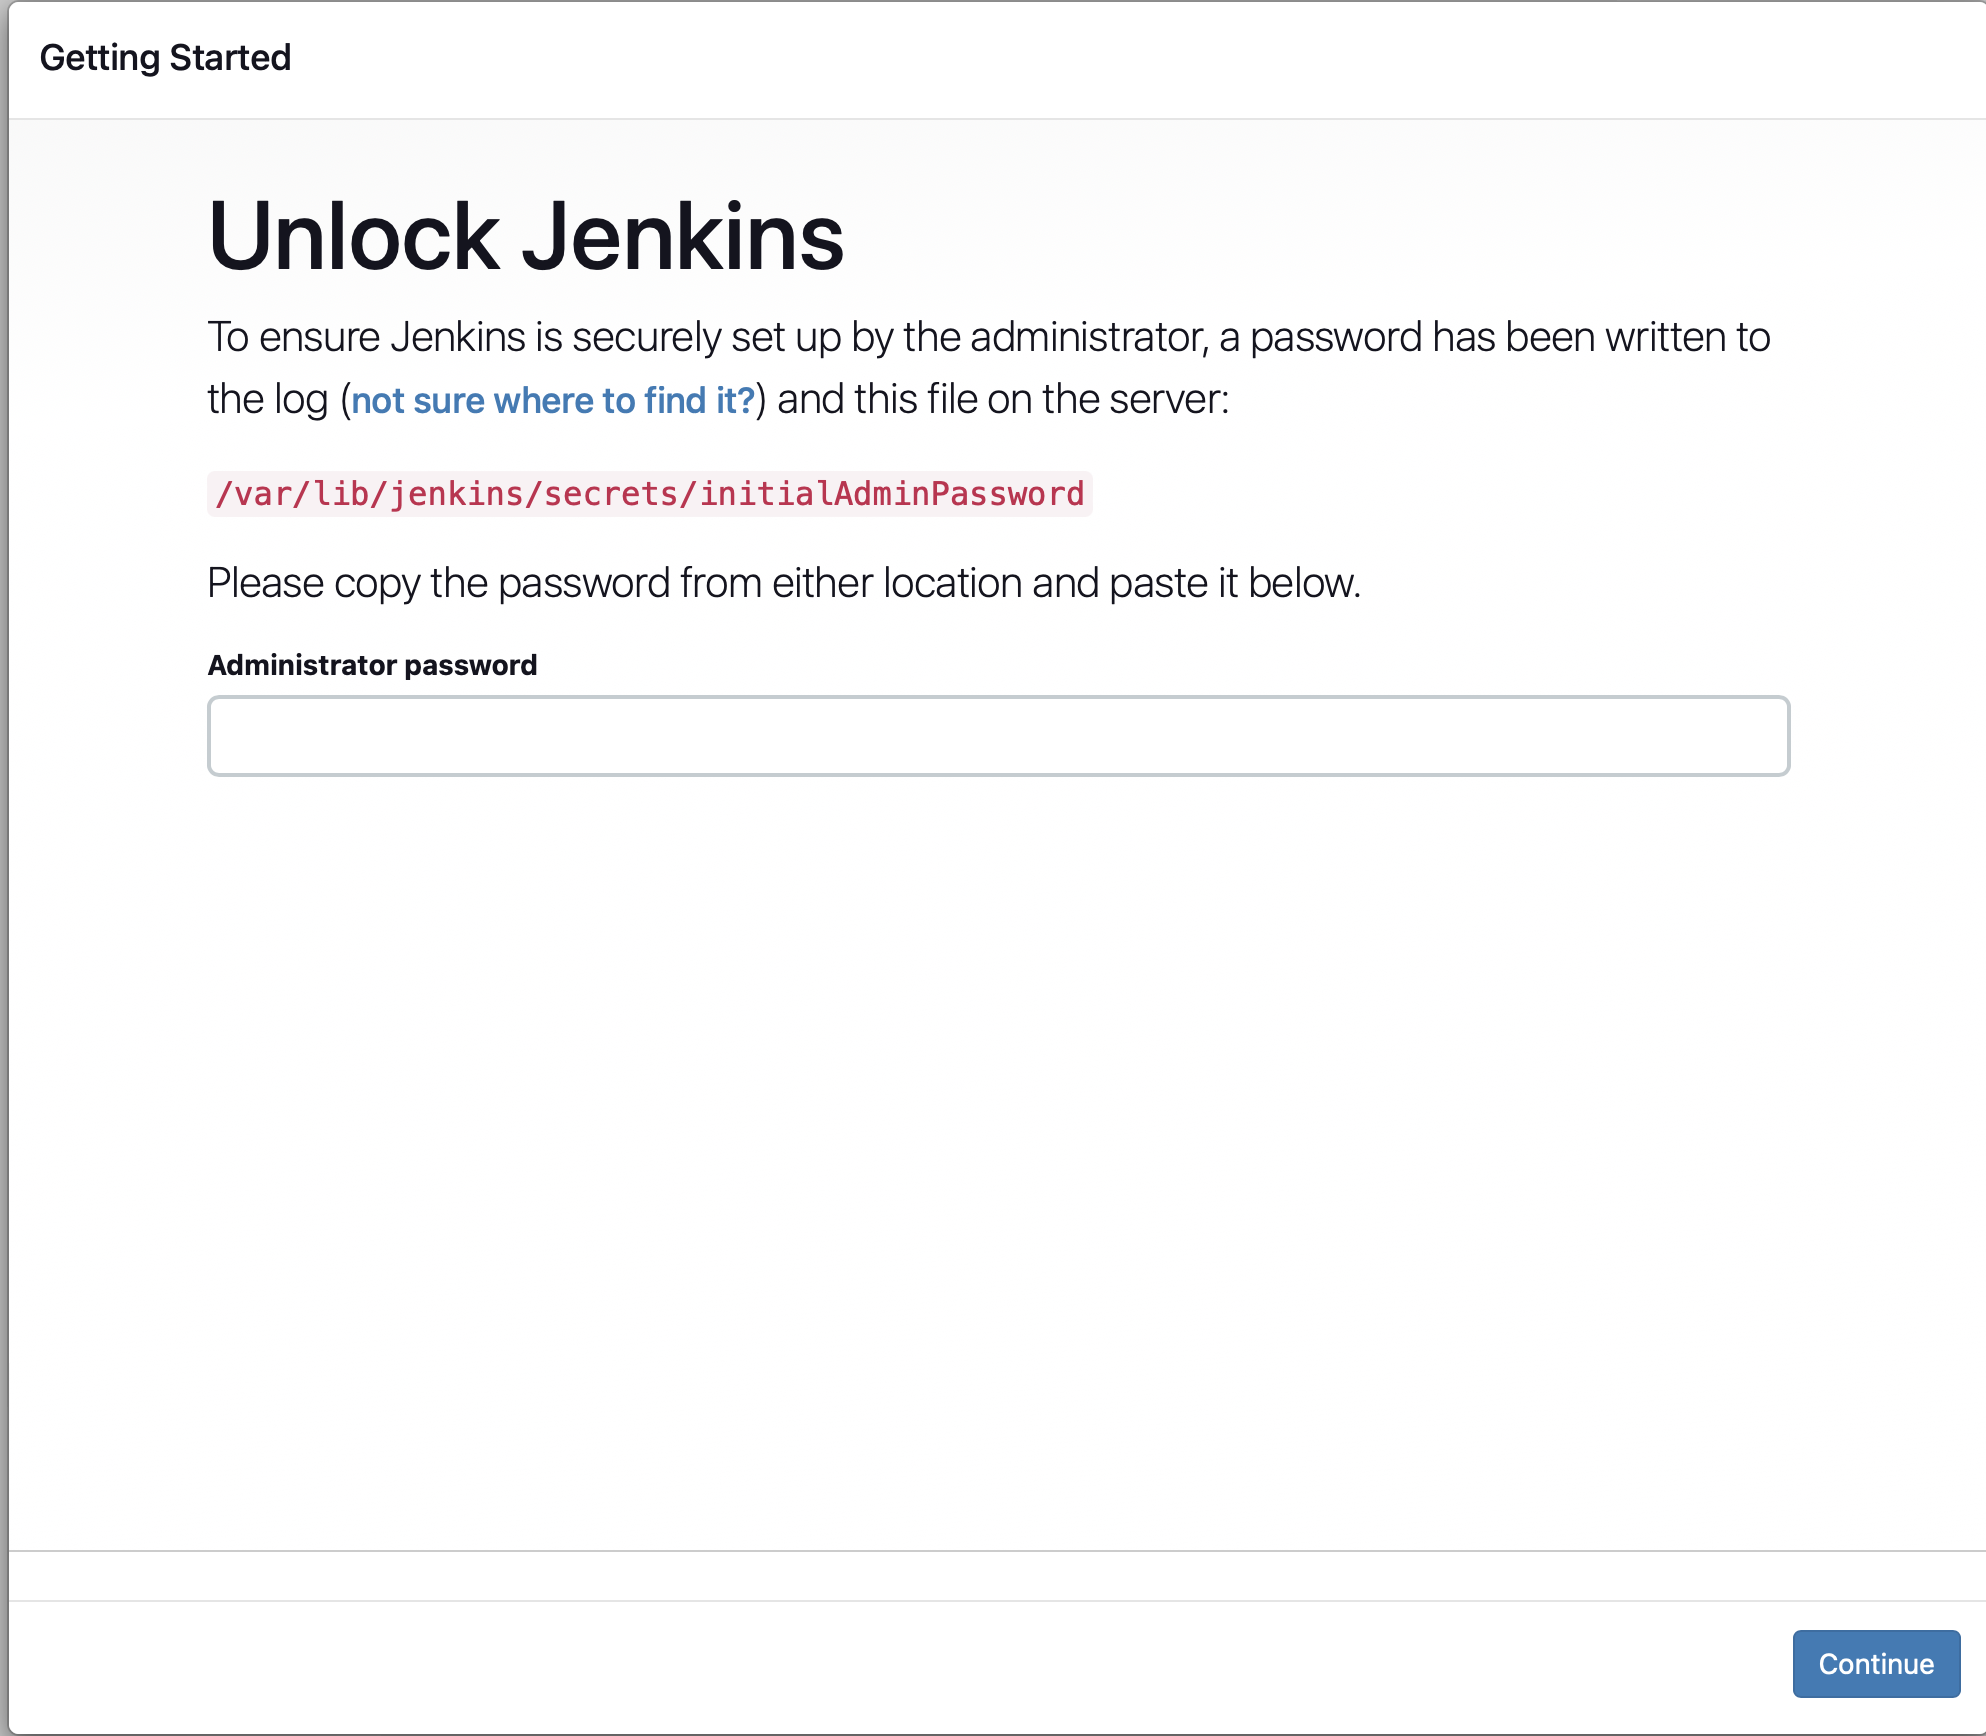 Getting Started
Unlock Jenkins
To ensure Jenkins is securely set up by the administrator, a password has been written to
the log (not sure where to find it?) and this file on the server:
/var/lib/jenkins/secrets/initialAdminPassword
Please copy the password from either location and paste it below.
Administrator password
Continue